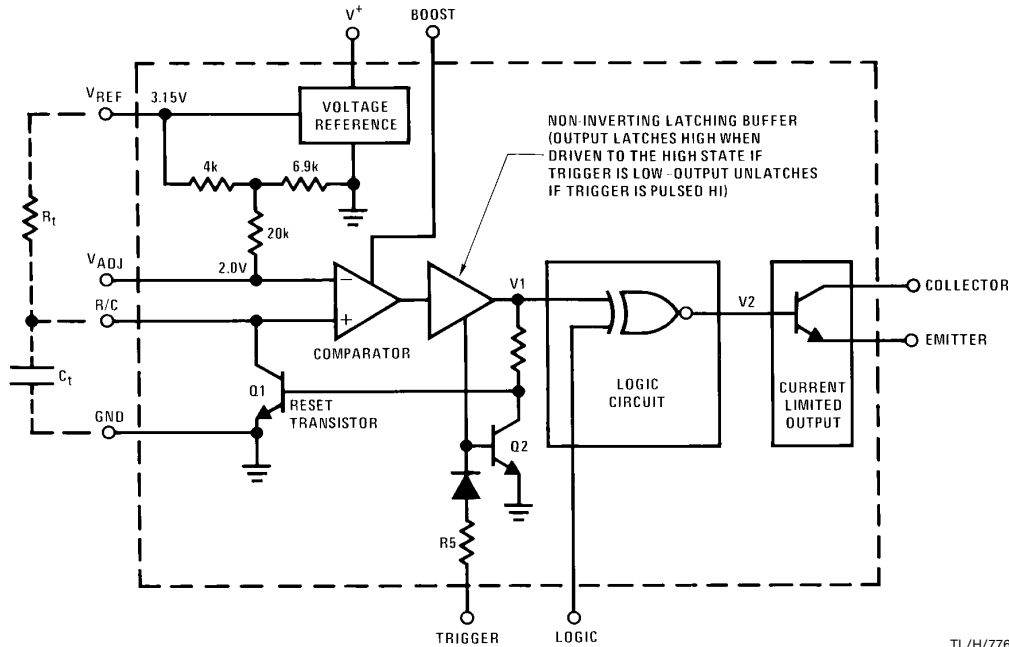 V+
BOOST
VREF
3.15V
VOLTAGE
REFERENCE
NON-INVERTING LATCHING BUFFER
(OUTPUT LATCHES HIGH WHEN
DRIVEN TO THE HIGH STATE IF
TRIGGER IS LOW-OUTPUT UNLATCHES
IF TRIGGER IS PULSED HI)
4k
6.9k
Rt
20k
VADJ
2.0V
R/C
COMPARATOR
V1
V2
COLLECTOR
EMITTER
Ct
Q1
RESET
TRANSISTOR
LOGIC
CIRCUIT
CURRENT
LIMITED
OUTPUT
GND
Q2
R5
TRIGGER
LOGIC